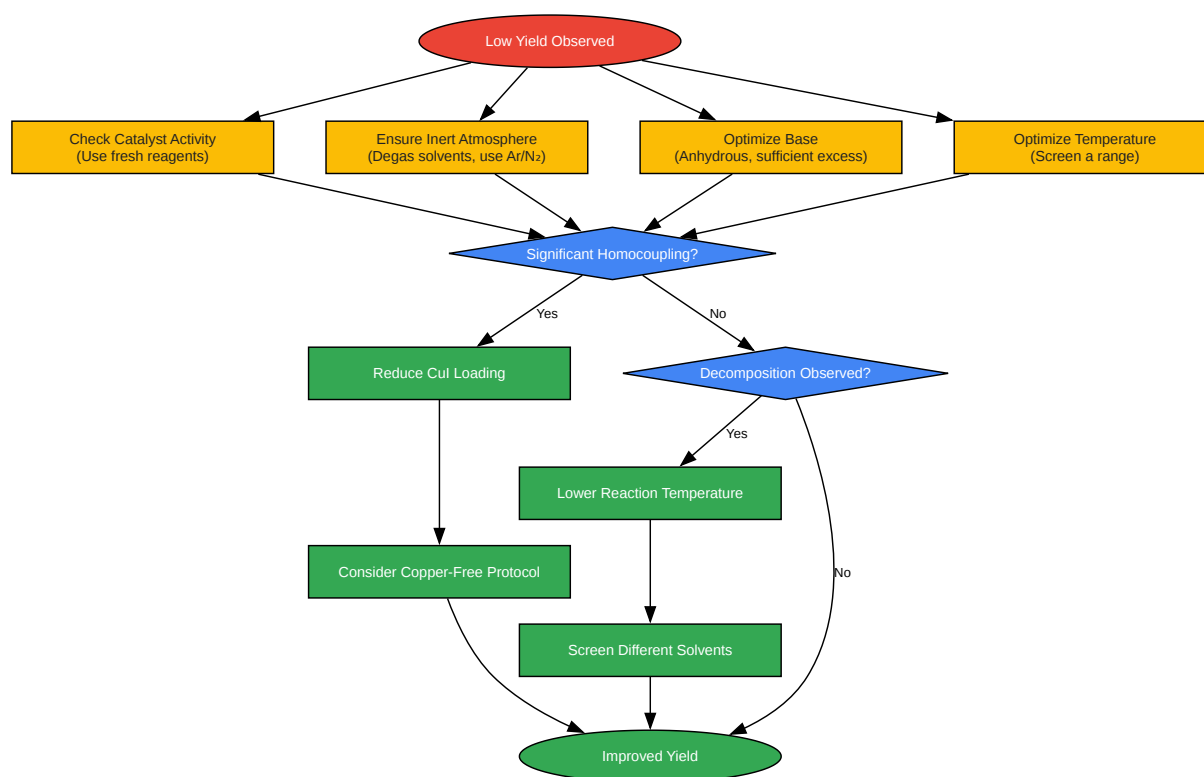 Low Yield Observed
Check Catalyst Activity
(Use fresh reagents)
Ensure Inert Atmosphere
(Degas solvents, use Ar/N₂)
Optimize Base
(Anhydrous, sufficient excess)
Optimize Temperature
(Screen a range)
Significant Homocoupling?
Yes
No
Reduce CuI Loading
Decomposition Observed?
Yes
Lower Reaction Temperature
Consider Copper-Free Protocol
No
Screen Different Solvents
Improved Yield